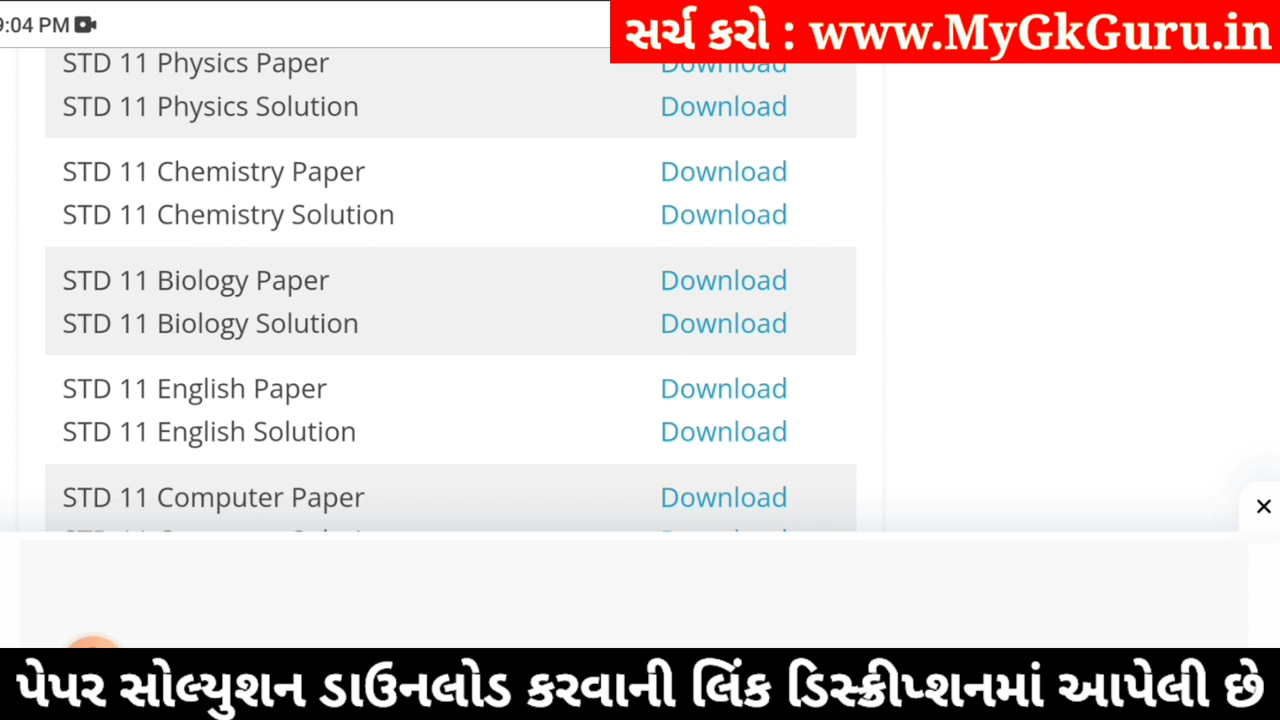 9:04 PM
સર્ચ કરો : www.MyGkGuru.in
STD 11 Physics Paper Download
STD 11 Physics Solution Download
STD 11 Chemistry Paper Download
STD 11 Chemistry Solution Download
STD 11 Biology Paper Download
STD 11 Biology Solution Download
STD 11 English Paper Download
STD 11 English Solution Download
STD 11 Computer Paper Download
પેપર સોલ્યુશન ડાઉનલોડ કરવાની લિંક ડિસ્ક્રીપ્શનમાં આપેલી છે